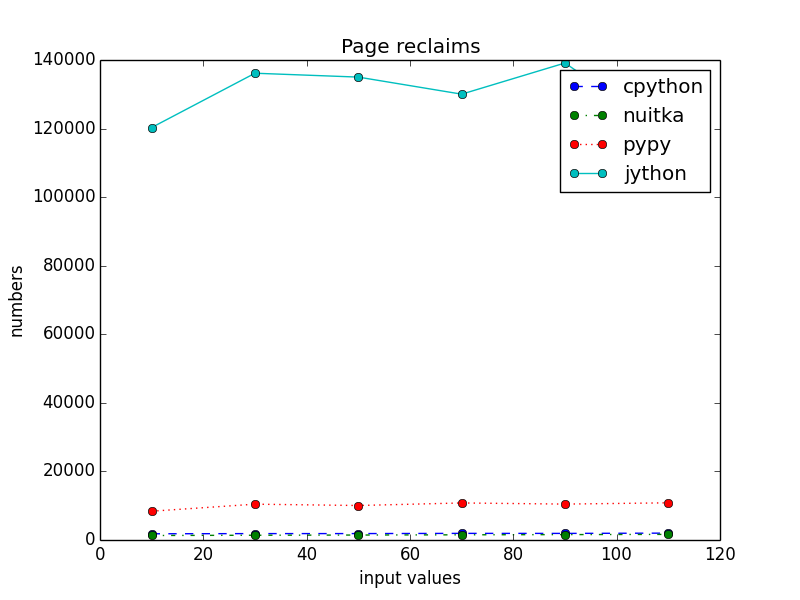 Page reclaims
140000
120000
100000
80000
60000
40000
20000
0
numbers
cpython
nuitka
pypy
jython
0 20 40 60 80 100 120
input values